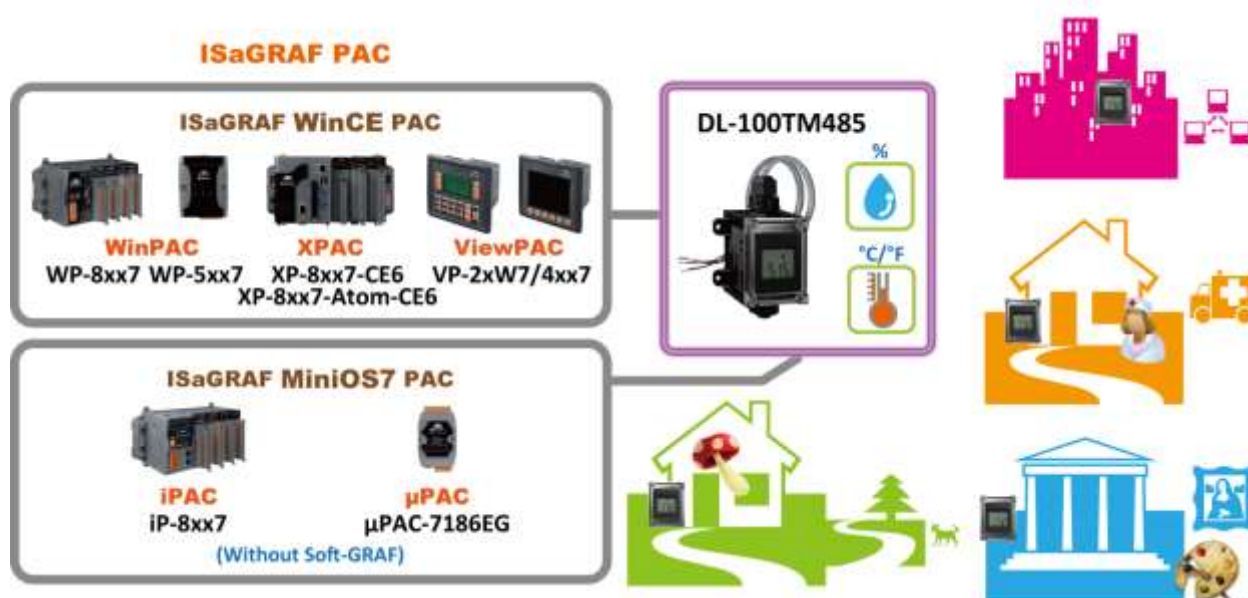 ISaGRAF PAC
ISaGRAF WinCE PAC
WinPAC
WP-8xx7 WP-5xx7
XPAC
XP-8xx7-CE6
XP-8xx7-Atom-CE6
ViewPAC
VP-2xW7/4xx7
ISaGRAF MiniOS7 PAC
iPAC
iP-8xx7
(Without Soft-GRAF)
µPAC
µPAC-7186EG
DL-100TM485
%
°C/°F